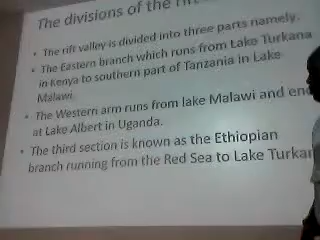 The divisions of the rift
• The rift valley is divided into three parts namely.
• The Eastern branch which runs from Lake Turkana
in Kenya to southern part of Tanzania in Lake
Malawi.
• The Western arm runs from lake Malawi and end
at Lake Albert in Uganda.
• The third section is known as the Ethiopian
branch running from the Red Sea to Lake Turkan